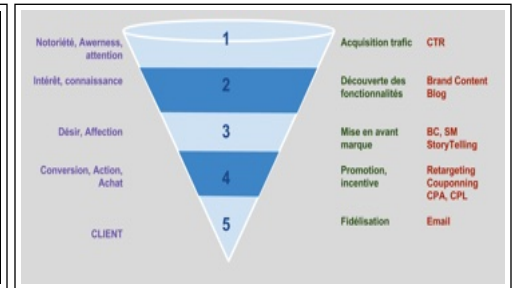 Notoriété, Awerness,
attention
1
Acquisition trafic
CTR
Intérêt, connaissance
2
Découverte des
fonctionnalités
Brand Content
Blog
Désir, Affection
3
Mise en avant
marque
BC, SM
StoryTelling
Conversion, Action,
Achat
4
Promotion,
incentive
Retargeting
Couponning
CPA, CPL
CLIENT
5
Fidélisation
Email